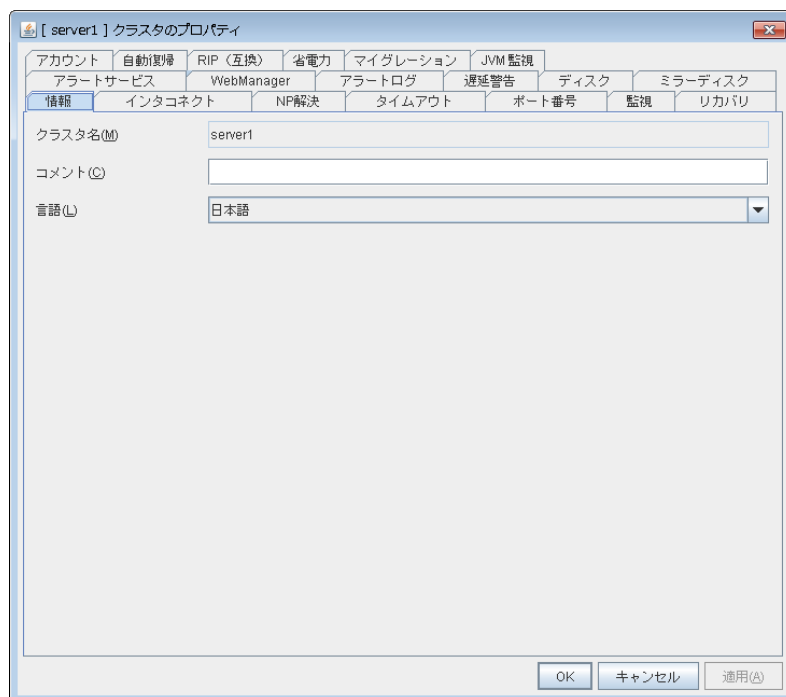 [ server1 ] クラスタのプロパティ
アカウント 自動復帰 RIP（互換） 省電力 マイグレーション JVM 監視
アラートサービス WebManager アラートログ 遅延警告 ディスク ミラーディスク
情報 インタコネクト NP解決 タイムアウト ポート番号 監視 リカバリ
クラスタ名(M) server1
コメント(C)
言語(L) 日本語
OK キャンセル 適用(A)